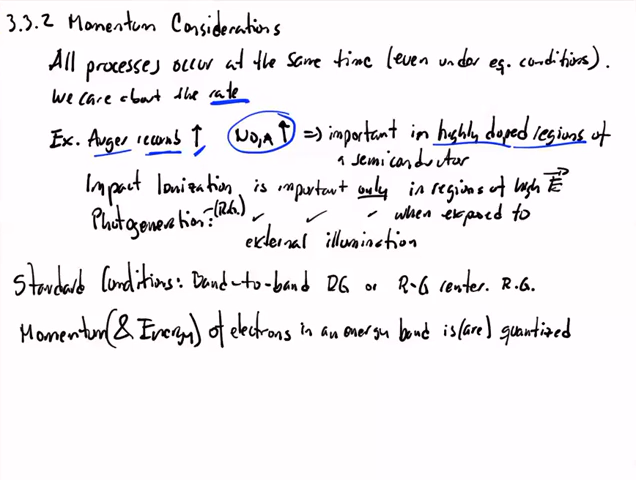 3.3.2 Momentum Considerations
All processes occur at the same time (even under eq. conditions).
We care about the rate
Ex. Auger recomb ↑ N_D,A ↑ ⇒ important in highly doped regions of
a semiconductor
Impact Ionization is important only in regions of high E
Photogeneration: (R.G.) ✓ ✓ ✓ when exposed to
external illumination
Standard Conditions: Band-to-band RG or R-G center. R.G.
Momentum (& Energy) of electrons in an energy band is (are) quantized